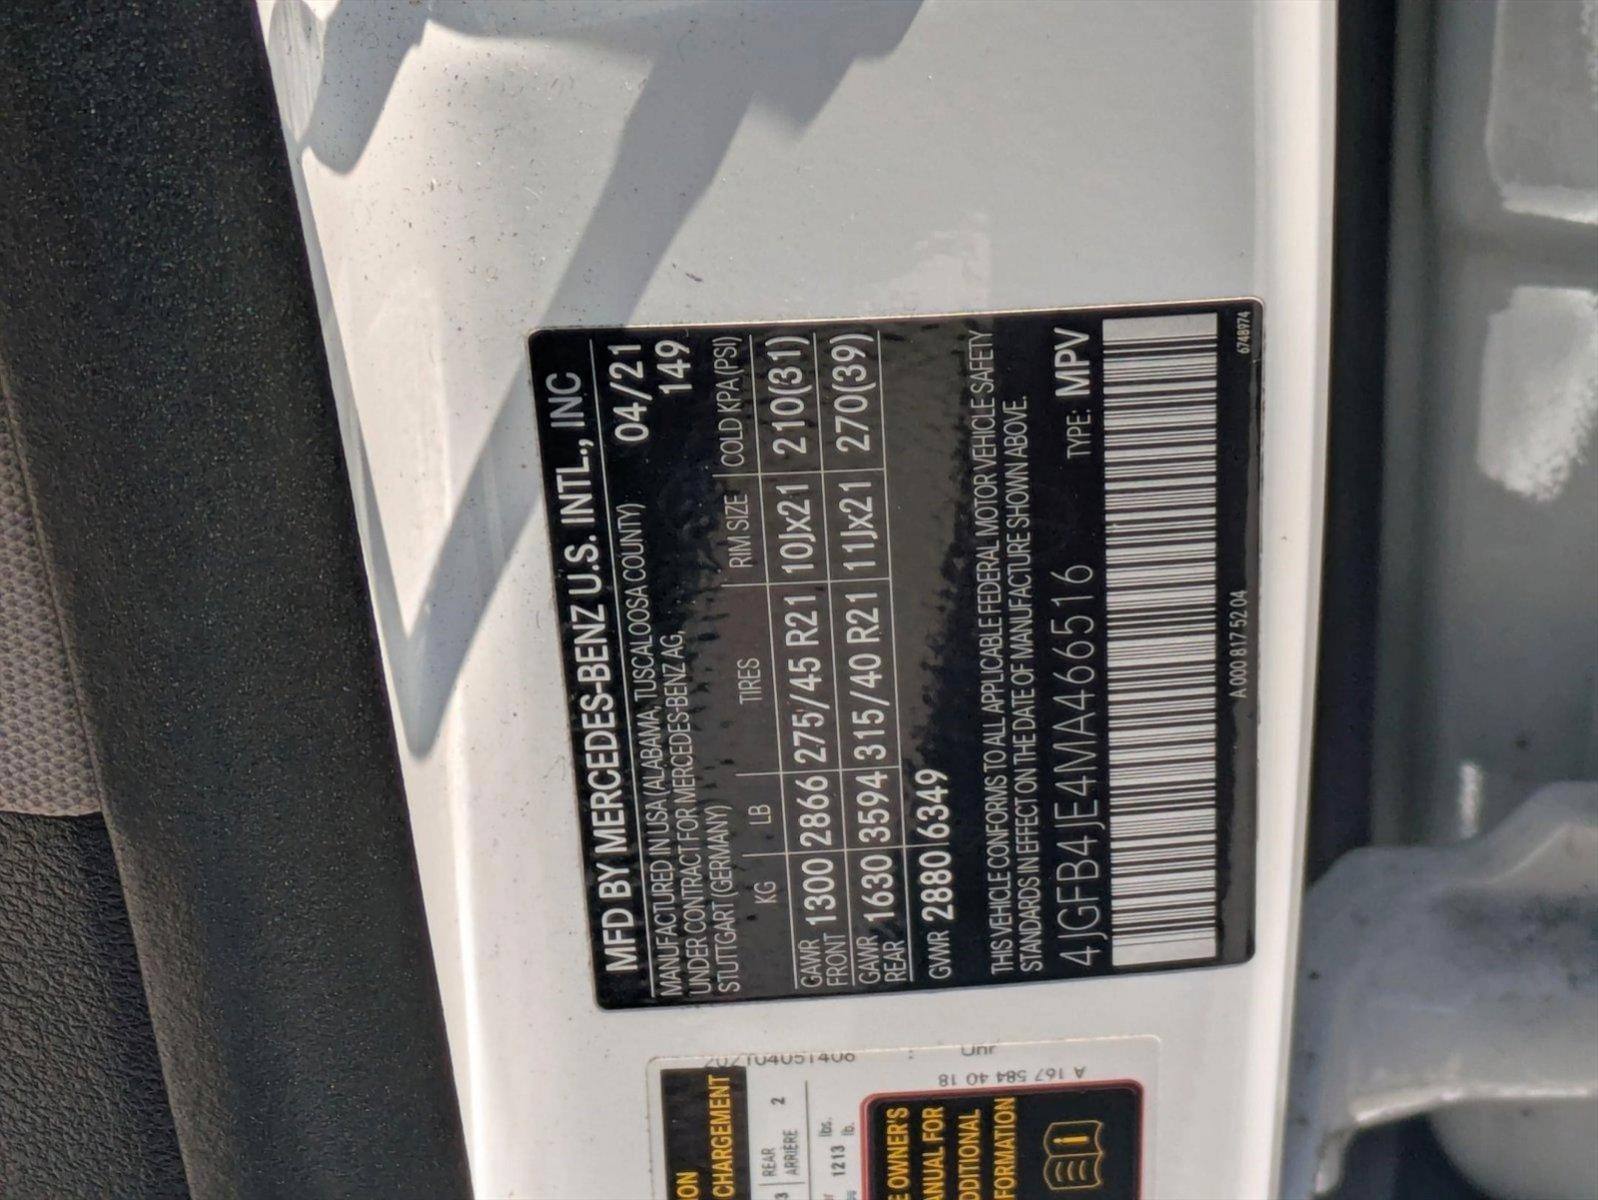 MFD BY MERCEDES-BENZ U.S. INTL., INC
MANUFACTURED IN USA (ALABAMA, TUSCALOOSA COUNTY) 04/21
UNDER CONTRACT FOR MERCEDES-BENZ AG, 149
STUTTGART (GERMANY)
KG LB TIRES RIM SIZE COLD KPA (PSI)
GAWR FRONT 1300 2866 275/45 R21 10Jx21 210(31)
GAWR REAR 1630 3594 315/40 R21 11Jx21 270(39)
GVWR 2880 6349
THIS VEHICLE CONFORMS TO ALL APPLICABLE FEDERAL MOTOR VEHICLE SAFETY
STANDARDS IN EFFECT ON THE DATE OF MANUFACTURE SHOWN ABOVE.
4JGFB4JE4MA466516 TYPE: MPV
A 000 817 52 04 6748974
CHARGEMENT
REAR 2
ARRIÈRE
1213 lbs.
lb.
OWNER'S
FOR
A 167 584 40 18